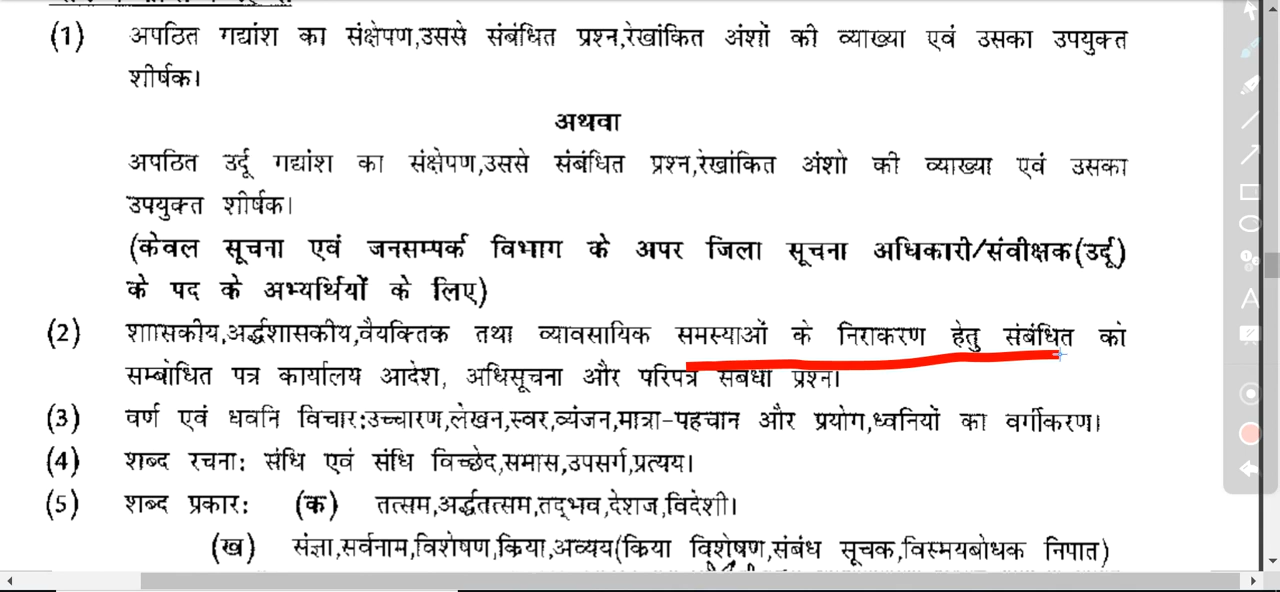 (1) अपठित गद्यांश का संक्षेपण,उससे संबंधित प्रश्न,रेखांकित अंशों की व्याख्या एवं उसका उपयुक्त
शीर्षक।
अथवा
अपठित उर्दू गद्यांश का संक्षेपण,उससे संबंधित प्रश्न,रेखांकित अंशो की व्याख्या एवं उसका
उपयुक्त शीर्षक।
(केवल सूचना एवं जनसम्पर्क विभाग के अपर जिला सूचना अधिकारी/संवीक्षक(उर्दू)
के पद के अभ्यर्थियों के लिए)
(2) शाासकीय,अर्द्धशासकीय,वैयक्तिक तथा व्यावसायिक समस्याओं के निराकरण हेतु संबंधित को
सम्बोधित पत्र कार्यालय आदेश, अधिसूचना और परिपत्र संबंधी प्रश्न।
(3) वर्ण एवं धवनि विचार:उच्चारण,लेखन,स्वर,व्यंजन,मात्रा-पहचान और प्रयोग,ध्वनियों का वर्गीकरण।
(4) शब्द रचना: संधि एवं संधि विच्छेद,समास,उपसर्ग,प्रत्यय।
(5) शब्द प्रकार: (क) तत्सम,अर्द्धतत्सम,तद्भव,देशज,विदेशी।
(ख) संज्ञा,सर्वनाम,विशेषण,किया,अव्यय(किया विशेषण,संबंध सूचक,विस्मयबोधक निपात)